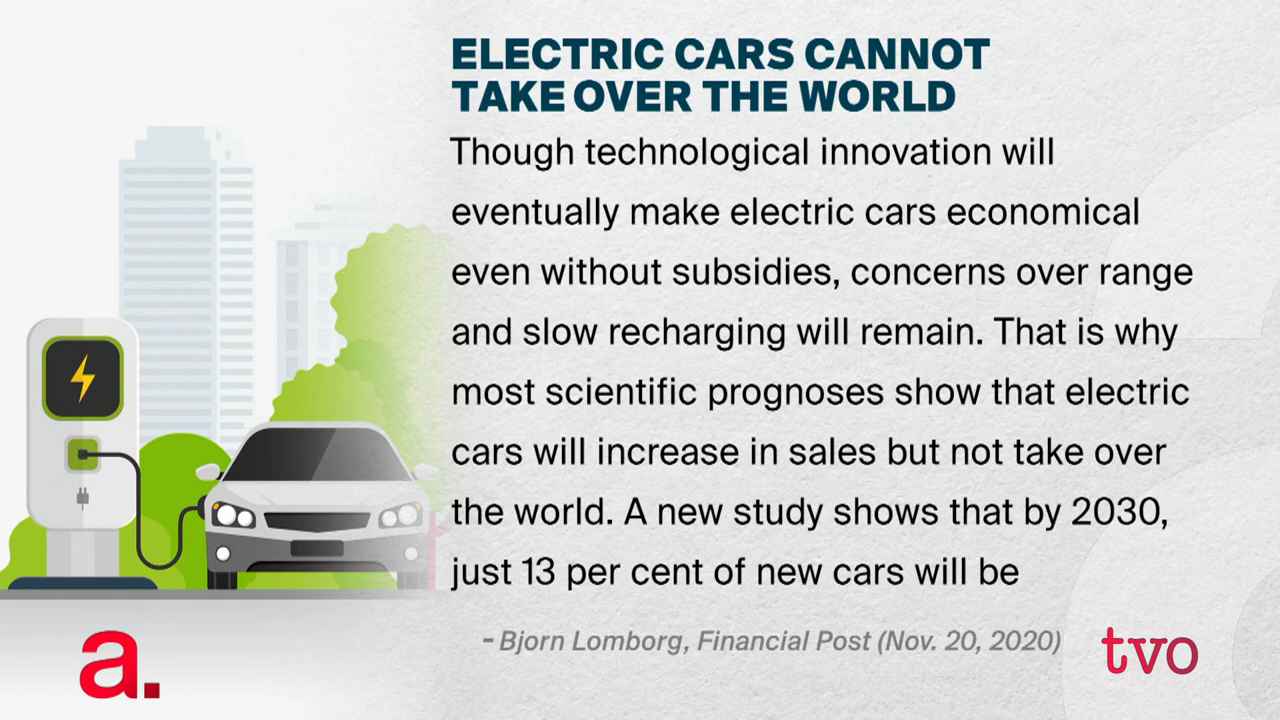 ELECTRIC CARS CANNOT
TAKE OVER THE WORLD
Though technological innovation will
eventually make electric cars economical
even without subsidies, concerns over range
and slow recharging will remain. That is why
most scientific prognoses show that electric
cars will increase in sales but not take over
the world. A new study shows that by 2030,
just 13 per cent of new cars will be
- Bjorn Lomborg, Financial Post (Nov. 20, 2020)
a.
tvo